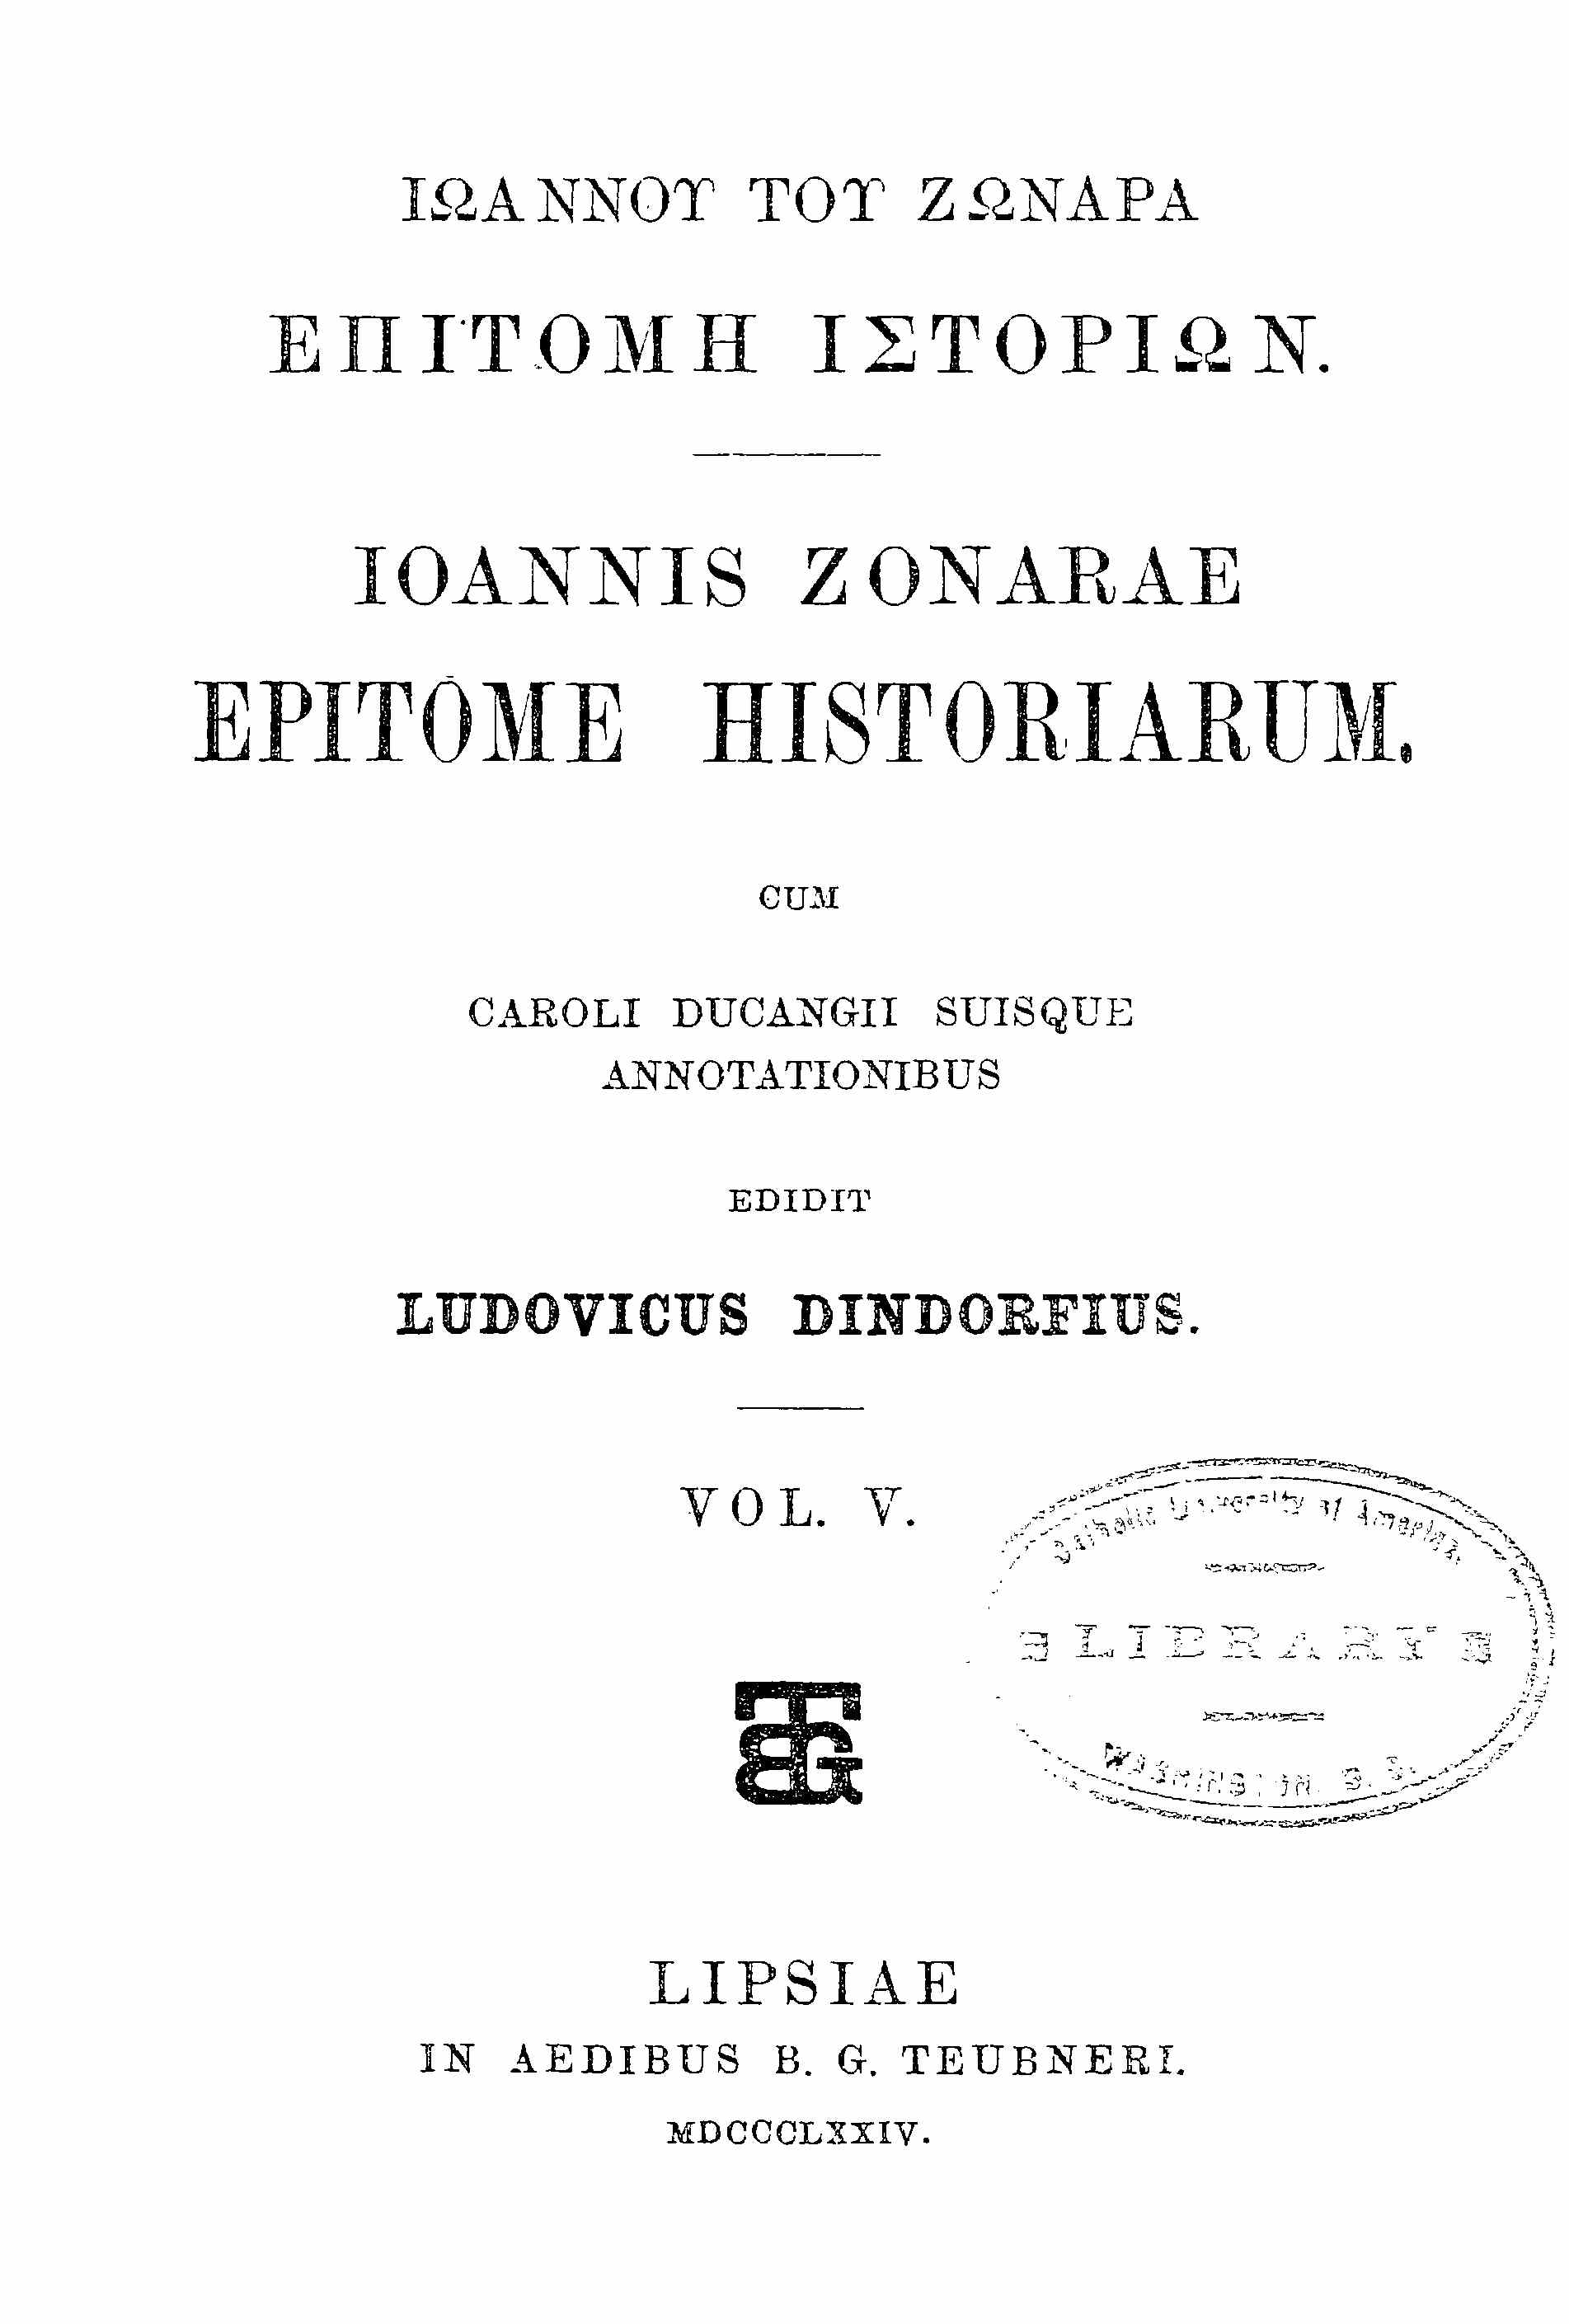 ΙΩΑΝΝΟΥ ΤΟΥ ΖΩΝΑΡΑ
ΕΠΙΤΟΜΗ ΙΣΤΟΡΙΩΝ.
IOANNIS ZONARAE
EPITOME HISTORIARUM.
CUM
CAROLI DUCANGII SUISQUE
ANNOTATIONIBUS
EDIDIT
LUDOVICUS DINDORFIUS.
VOL. V.
Catholic University of America.
LIBRARY
Washington, D. C.
BTG
LIPSIAE
IN AEDIBUS B. G. TEUBNERI.
MDCCCLXXIV.